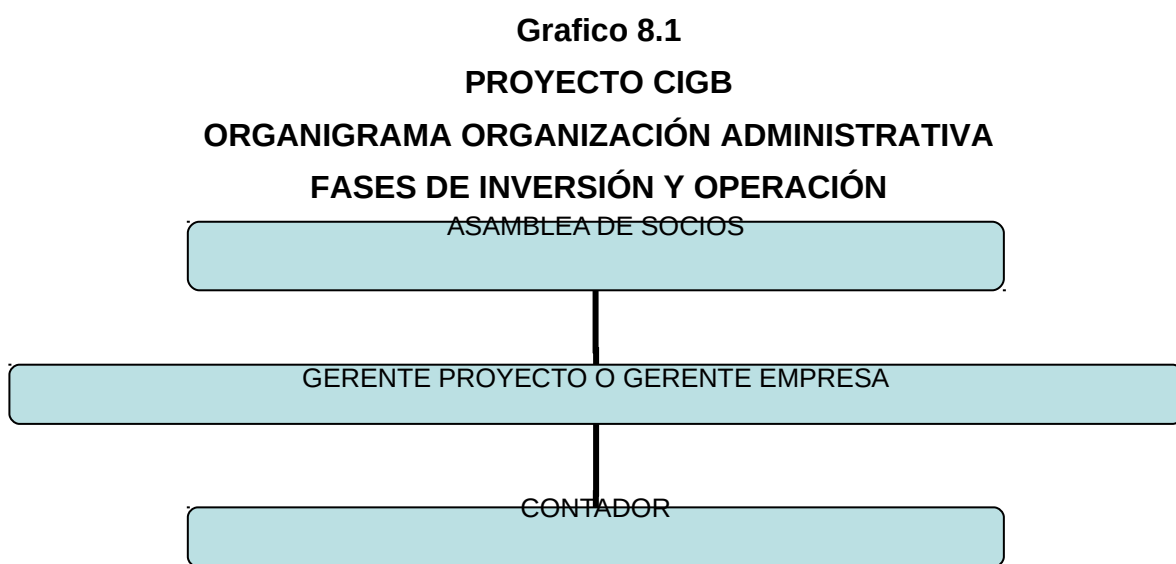 Grafico 8.1
PROYECTO CIGB
ORGANIGRAMA ORGANIZACIÓN ADMINISTRATIVA
FASES DE INVERSIÓN Y OPERACIÓN
ASAMBLEA DE SOCIOS
GERENTE PROYECTO O GERENTE EMPRESA
CONTADOR